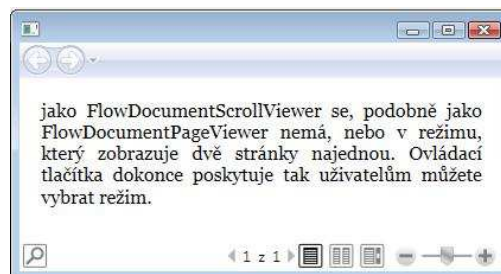 jako FlowDocumentScrollViewer se, podobně jako
FlowDocumentPageViewer nemá, nebo v režimu,
který zobrazuje dvě stránky najednou. Ovládací
tlačítka dokonce poskytuje tak uživatelům můžete
vybrat režim.
1 z 1